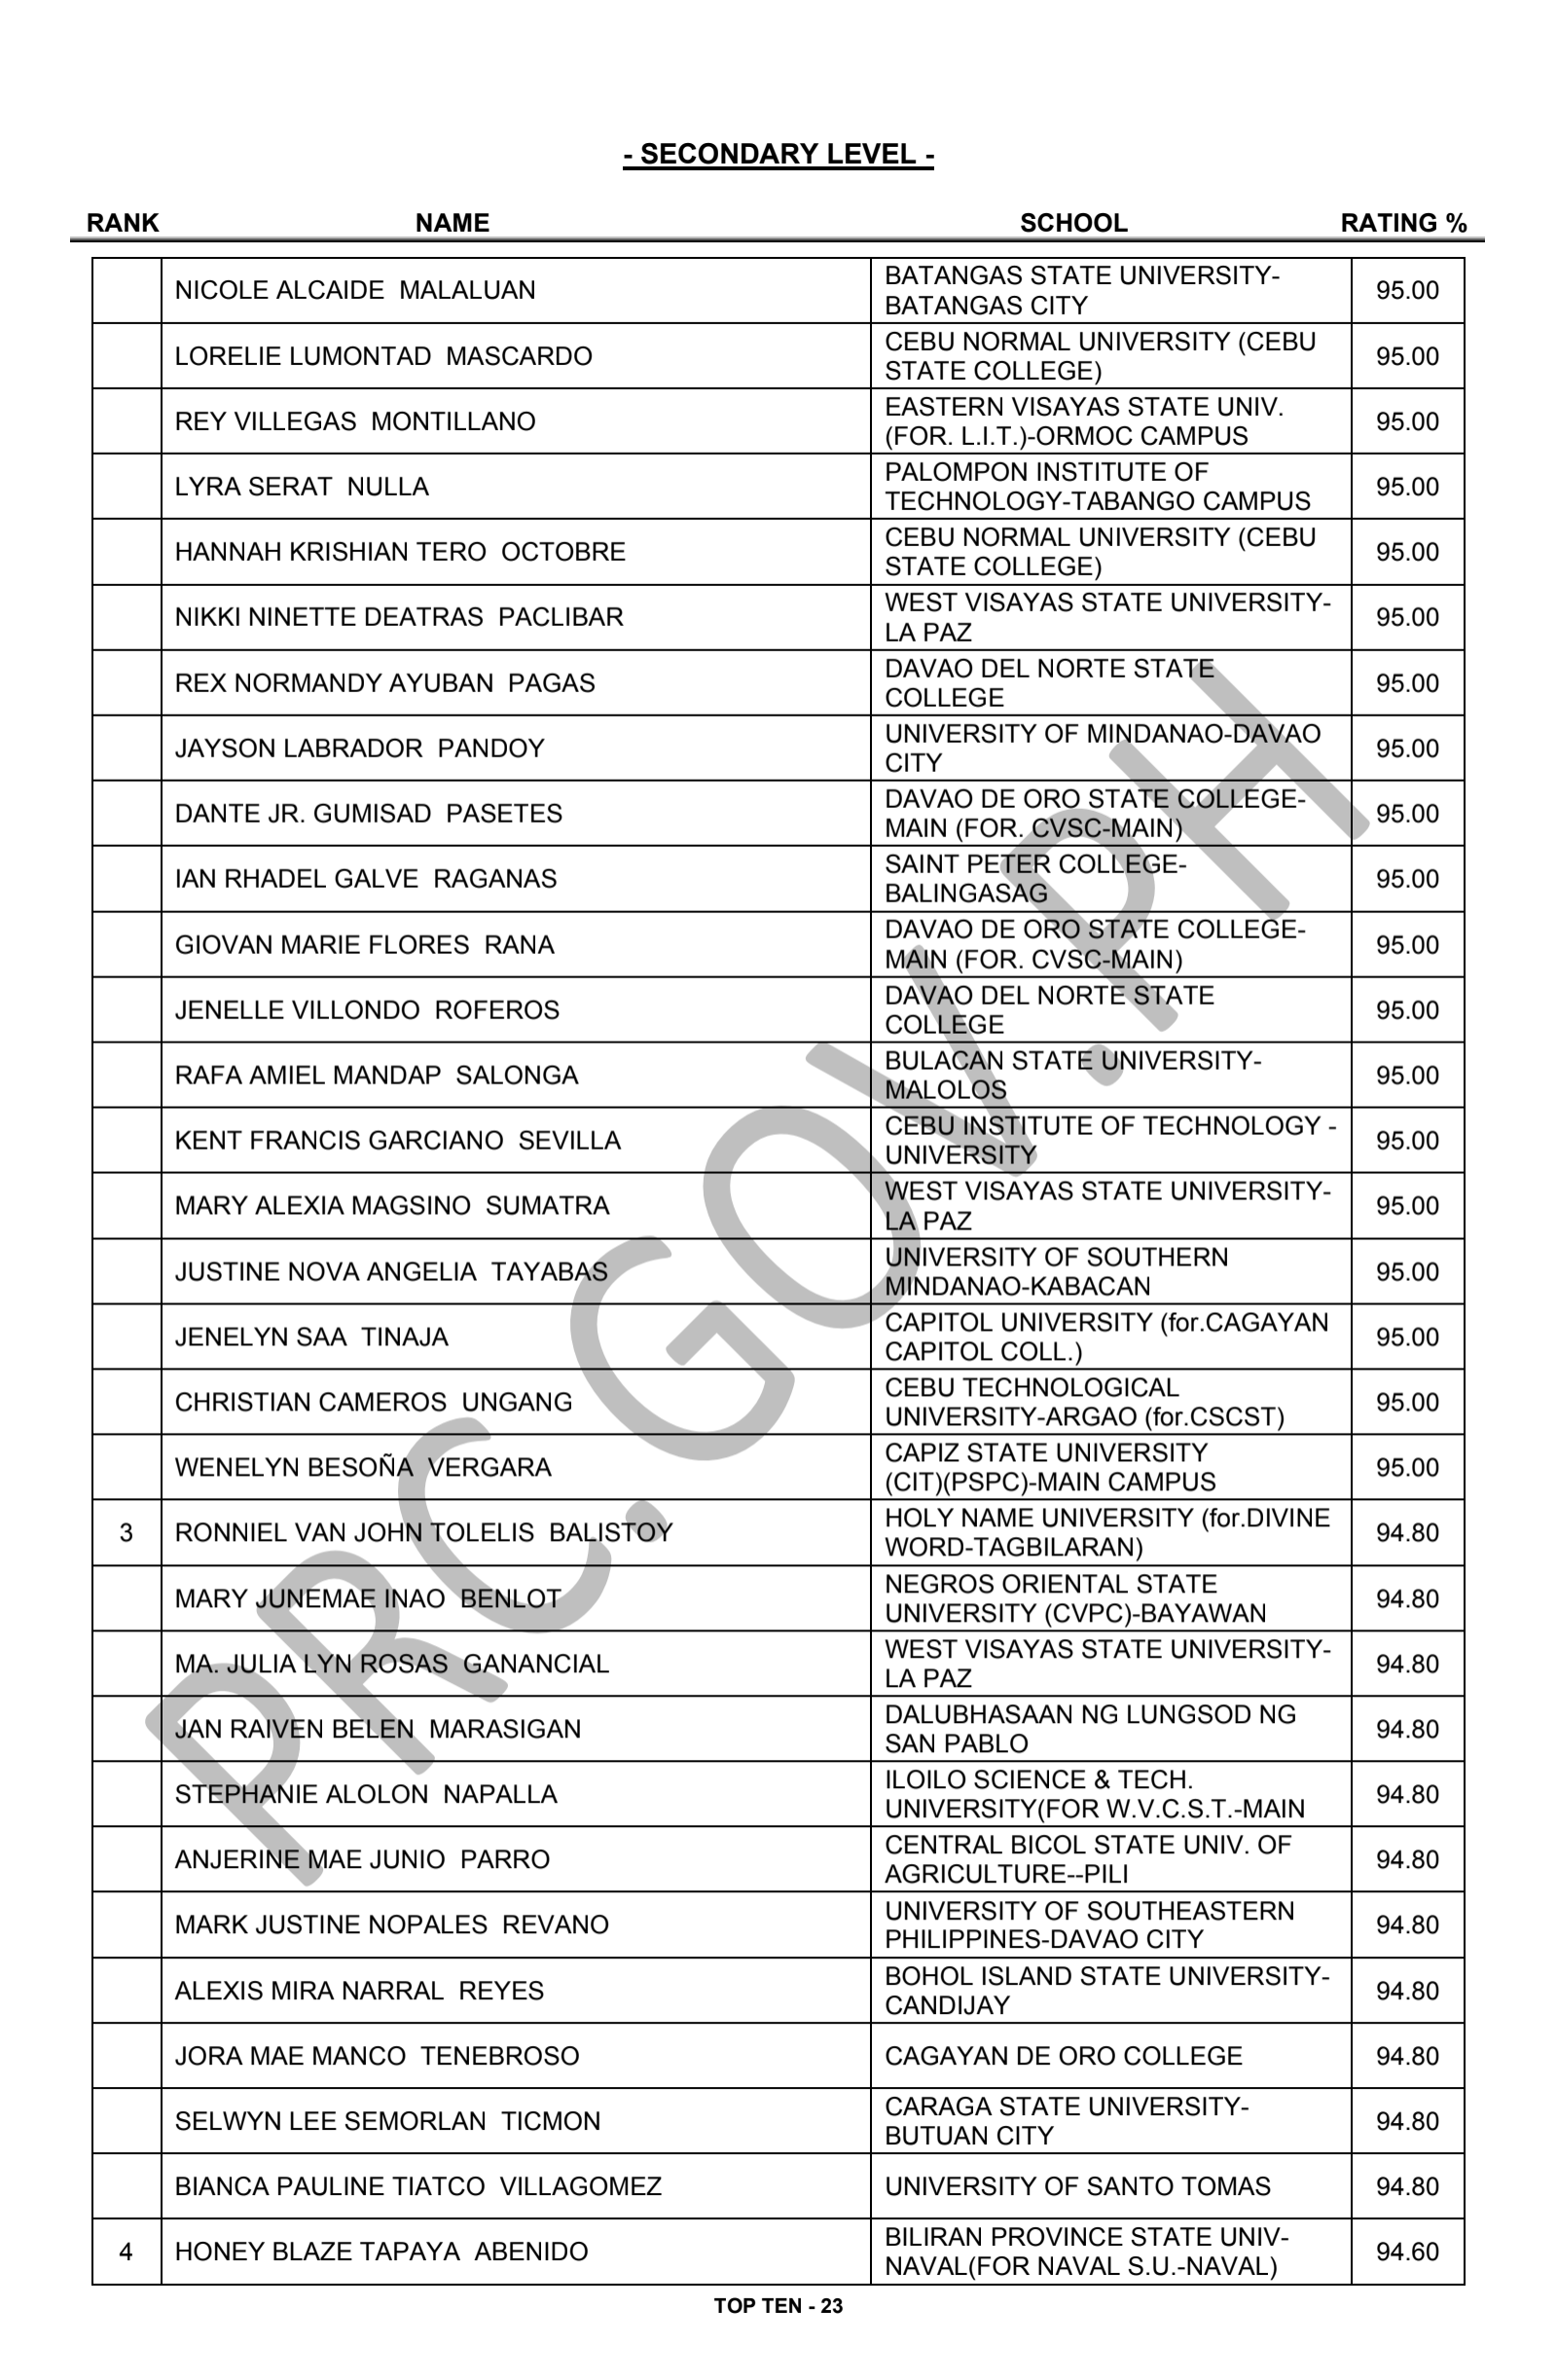 - SECONDARY LEVEL -
RANK NAME SCHOOL RATING %
NICOLE ALCAIDE MALALUAN BATANGAS STATE UNIVERSITY- 95.00
BATANGAS CITY
LORELIE LUMONTAD MASCARDO CEBU NORMAL UNIVERSITY (CEBU 95.00
STATE COLLEGE)
REY VILLEGAS MONTILLANO EASTERN VISAYAS STATE UNIV. 95.00
(FOR. L.I.T.)-ORMOC CAMPUS
LYRA SERAT NULLA PALOMPON INSTITUTE OF 95.00
TECHNOLOGY-TABANGO CAMPUS
HANNAH KRISHIAN TERO OCTOBRE CEBU NORMAL UNIVERSITY (CEBU 95.00
STATE COLLEGE)
NIKKI NINETTE DEATRAS PACLIBAR WEST VISAYAS STATE UNIVERSITY- 95.00
LA PAZ
REX NORMANDY AYUBAN PAGAS DAVAO DEL NORTE STATE 95.00
COLLEGE
JAYSON LABRADOR PANDOY UNIVERSITY OF MINDANAO-DAVAO 95.00
CITY
DANTE JR. GUMISAD PASETES DAVAO DE ORO STATE COLLEGE- 95.00
MAIN (FOR. CVSC-MAIN)
IAN RHADEL GALVE RAGANAS SAINT PETER COLLEGE- 95.00
BALINGASAG
GIOVAN MARIE FLORES RANA DAVAO DE ORO STATE COLLEGE- 95.00
MAIN (FOR. CVSC-MAIN)
JENELLE VILLONDO ROFEROS DAVAO DEL NORTE STATE 95.00
COLLEGE
RAFA AMIEL MANDAP SALONGA BULACAN STATE UNIVERSITY- 95.00
MALOLOS
KENT FRANCIS GARCIANO SEVILLA CEBU INSTITUTE OF TECHNOLOGY - 95.00
UNIVERSITY
MARY ALEXIA MAGSINO SUMATRA WEST VISAYAS STATE UNIVERSITY- 95.00
LA PAZ
JUSTINE NOVA ANGELIA TAYABAS UNIVERSITY OF SOUTHERN 95.00
MINDANAO-KABACAN
JENELYN SAA TINAJA CAPITOL UNIVERSITY (for.CAGAYAN 95.00
CAPITOL COLL.)
CHRISTIAN CAMEROS UNGANG CEBU TECHNOLOGICAL 95.00
UNIVERSITY-ARGAO (for.CSCST)
WENELYN BESOÑA VERGARA CAPIZ STATE UNIVERSITY 95.00
(CIT)(PSPC)-MAIN CAMPUS
3 RONNIEL VAN JOHN TOLELIS BALISTOY HOLY NAME UNIVERSITY (for.DIVINE 94.80
WORD-TAGBILARAN)
MARY JUNEMAE INAO BENLOT NEGROS ORIENTAL STATE 94.80
UNIVERSITY (CVPC)-BAYAWAN
MA. JULIA LYN ROSAS GANANCIAL WEST VISAYAS STATE UNIVERSITY- 94.80
LA PAZ
JAN RAIVEN BELEN MARASIGAN DALUBHASAAN NG LUNGSOD NG 94.80
SAN PABLO
STEPHANIE ALOLON NAPALLA ILOILO SCIENCE & TECH. 94.80
UNIVERSITY(FOR W.V.C.S.T.-MAIN
ANJERINE MAE JUNIO PARRO CENTRAL BICOL STATE UNIV. OF 94.80
AGRICULTURE--PILI
MARK JUSTINE NOPALES REVANO UNIVERSITY OF SOUTHEASTERN 94.80
PHILIPPINES-DAVAO CITY
ALEXIS MIRA NARRAL REYES BOHOL ISLAND STATE UNIVERSITY- 94.80
CANDIJAY
JORA MAE MANCO TENEBROSO CAGAYAN DE ORO COLLEGE 94.80
SELWYN LEE SEMORLAN TICMON CARAGA STATE UNIVERSITY- 94.80
BUTUAN CITY
BIANCA PAULINE TIATCO VILLAGOMEZ UNIVERSITY OF SANTO TOMAS 94.80
4 HONEY BLAZE TAPAYA ABENIDO BILIRAN PROVINCE STATE UNIV- 94.60
NAVAL(FOR NAVAL S.U.-NAVAL)
TOP TEN - 23
PRC.GOV.PH